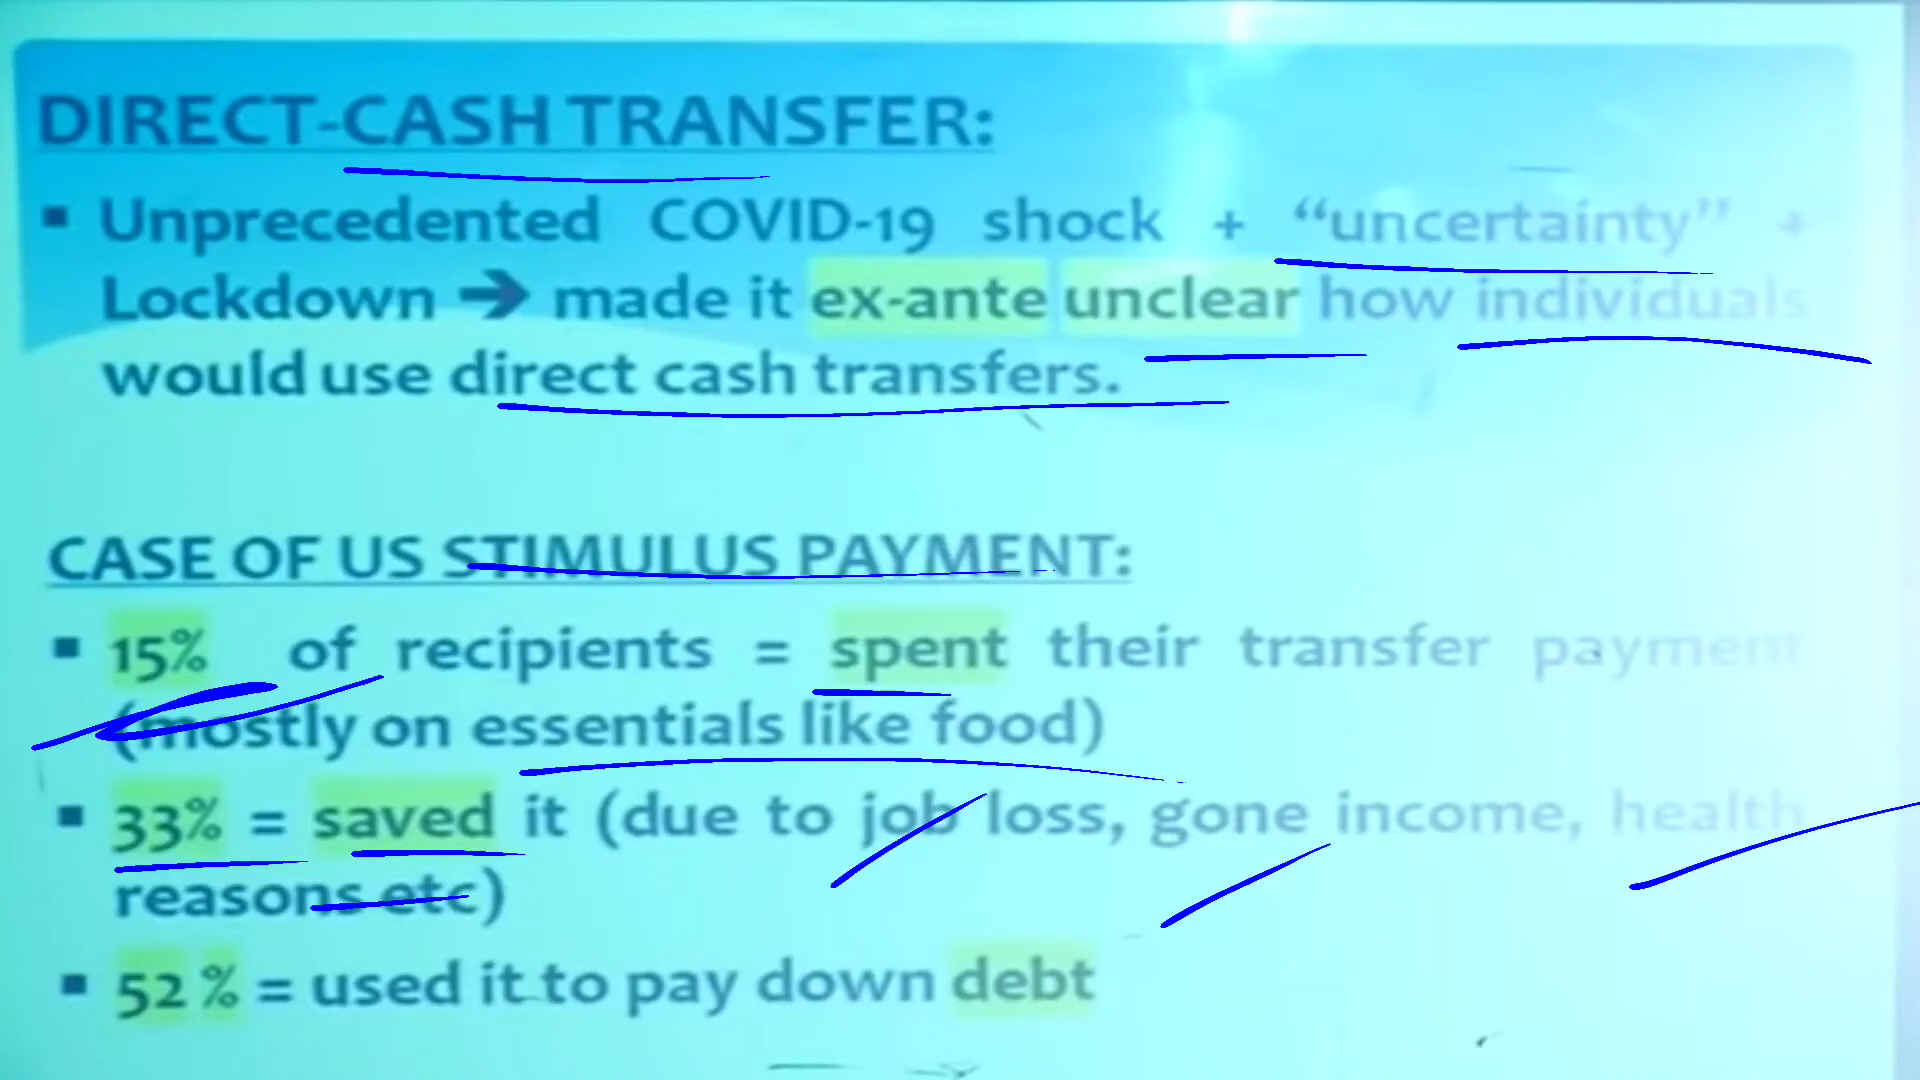 DIRECT-CASH TRANSFER:
▪ Unprecedented COVID-19 shock + “uncertainty” +
Lockdown ➔ made it ex-ante unclear how individuals
would use direct cash transfers.
CASE OF US STIMULUS PAYMENT:
▪ 15% of recipients = spent their transfer payment
(mostly on essentials like food)
▪ 33% = saved it (due to job loss, gone income, health
reasons etc)
▪ 52 % = used it to pay down debt